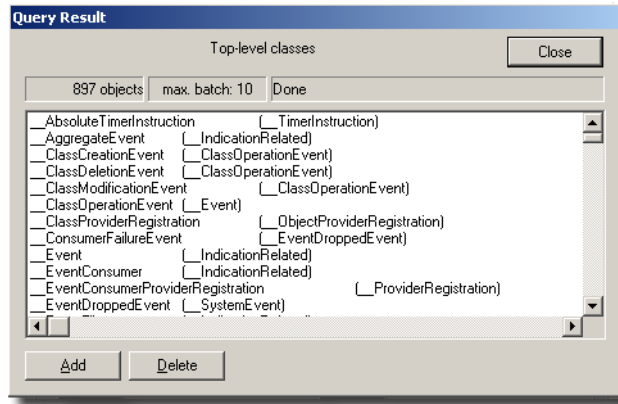 Query Result
Top-level classes
Close
897 objects max. batch: 10 Done
__AbsoluteTimerInstruction (__TimerInstruction)
__AggregateEvent (__IndicationRelated)
__ClassCreationEvent (__ClassOperationEvent)
__ClassDeletionEvent (__ClassOperationEvent)
__ClassModificationEvent (__ClassOperationEvent)
__ClassOperationEvent (__Event)
__ClassProviderRegistration (__ObjectProviderRegistration)
__ConsumerFailureEvent (__EventDroppedEvent)
__Event (__IndicationRelated)
__EventConsumer (__IndicationRelated)
__EventConsumerProviderRegistration (__ProviderRegistration)
__EventDroppedEvent (__SystemEvent)
Add Delete